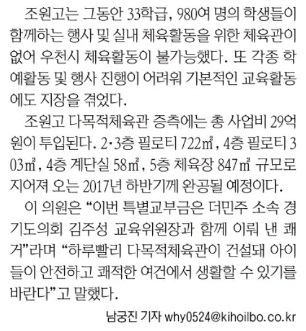 조원고는 그동안 33학급, 980여 명의 학생들이
함께하는 행사 및 실내 체육활동을 위한 체육관이
없어 우천시 체육활동이 불가능했다. 또 각종 학
예활동 및 행사 진행이 어려워 기본적인 교육활동
에도 지장을 겪었다.
조원고 다목적체육관 증축에는 총 사업비 29억
원이 투입된다. 2·3층 필로티 722㎡, 4층 필로티 3
03㎡, 4층 계단실 58㎡, 5층 체육장 847㎡ 규모로
지어져 오는 2017년 하반기께 완공될 예정이다.
이 의원은 “이번 특별교부금은 더민주 소속 경
기도의회 김주성 교육위원장과 함께 이뤄 낸 쾌
거”라며 “하루빨리 다목적체육관이 건설돼 아이
들이 안전하고 쾌적한 여건에서 생활할 수 있기를
바란다”고 말했다.
남궁진 기자 why0524@kihoilbo.co.kr